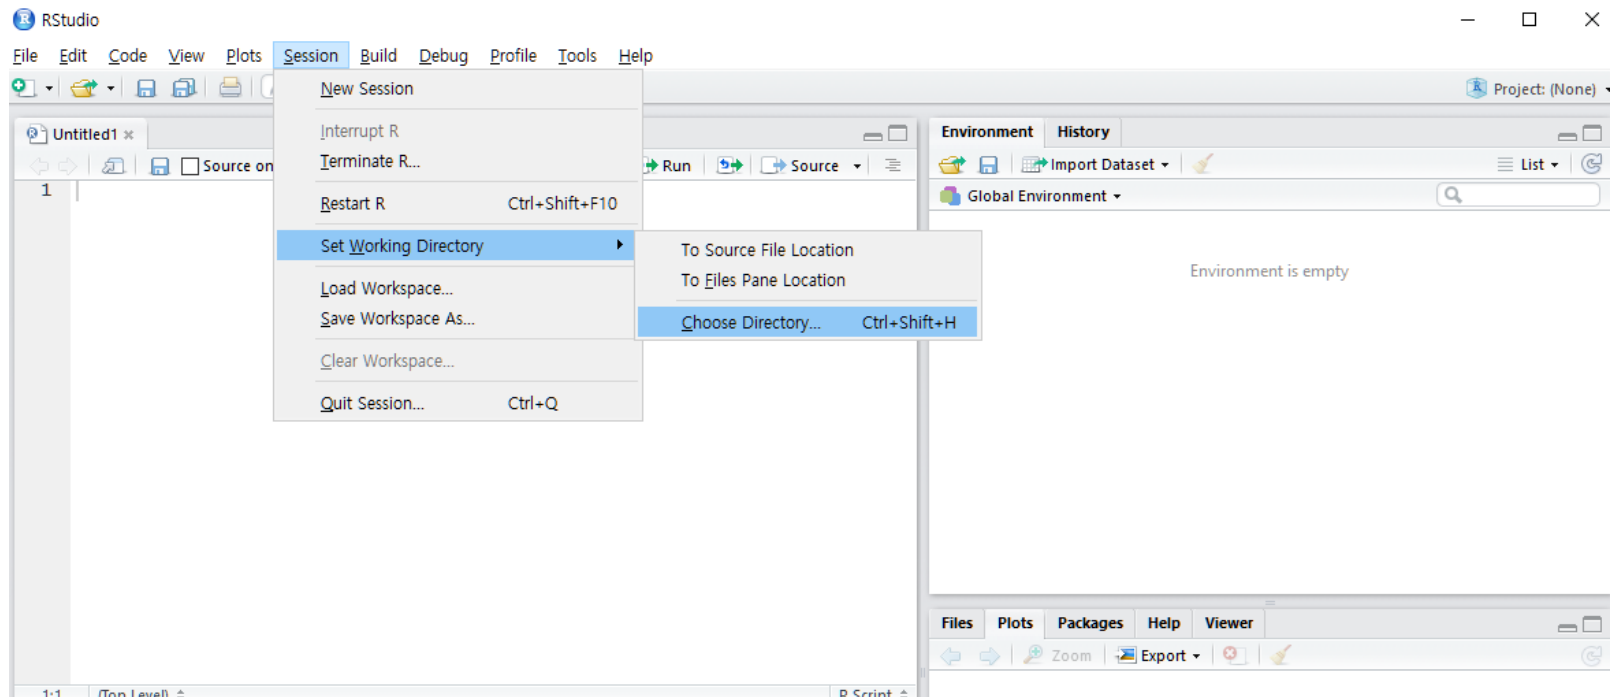 RStudio
File Edit Code View Plots Session Build Debug Profile Tools Help
New Session
Interrupt R
Terminate R...
Restart R Ctrl+Shift+F10
Set Working Directory
Load Workspace...
Save Workspace As...
Clear Workspace...
Quit Session... Ctrl+Q
To Source File Location
To Files Pane Location
Choose Directory... Ctrl+Shift+H
Project: (None)
Untitled1
Source on
Run Source
1
1:1 (Top Level) R Script
Environment History
Import Dataset List
Global Environment
Environment is empty
Files Plots Packages Help Viewer
Zoom Export